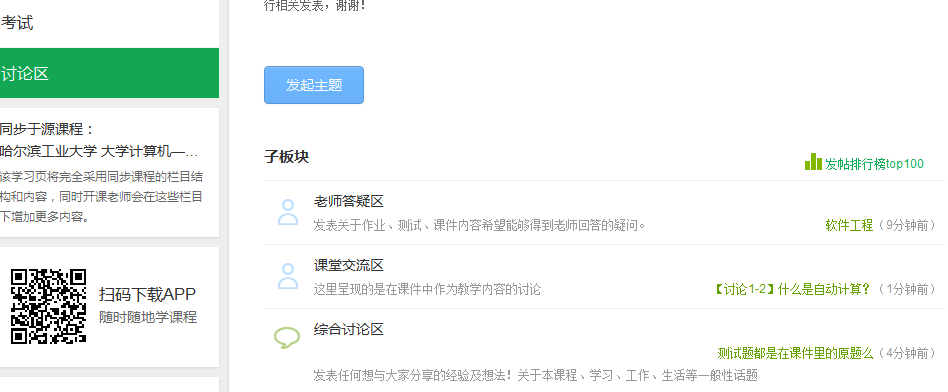 行相关发表，谢谢！
考试
讨论区
发起主题
同步于源课程：
哈尔滨工业大学 大学计算机—...
该学习页将完全采用同步课程的栏目结
构和内容，同时开课老师会在这些栏目
下增加更多内容。
扫码下载APP
随时随地学课程
子板块
发帖排行榜top100
老师答疑区
发表关于作业、测试、课件内容希望能够得到老师回答的疑问。
软件工程（9分钟前）
课堂交流区
这里呈现的是在课件中作为教学内容的讨论
【讨论1-2】什么是自动计算？（1分钟前）
综合讨论区
测试题都是在课件里的原题么（4分钟前）
发表任何想与大家分享的经验及想法！关于本课程、学习、工作、生活等一般性话题